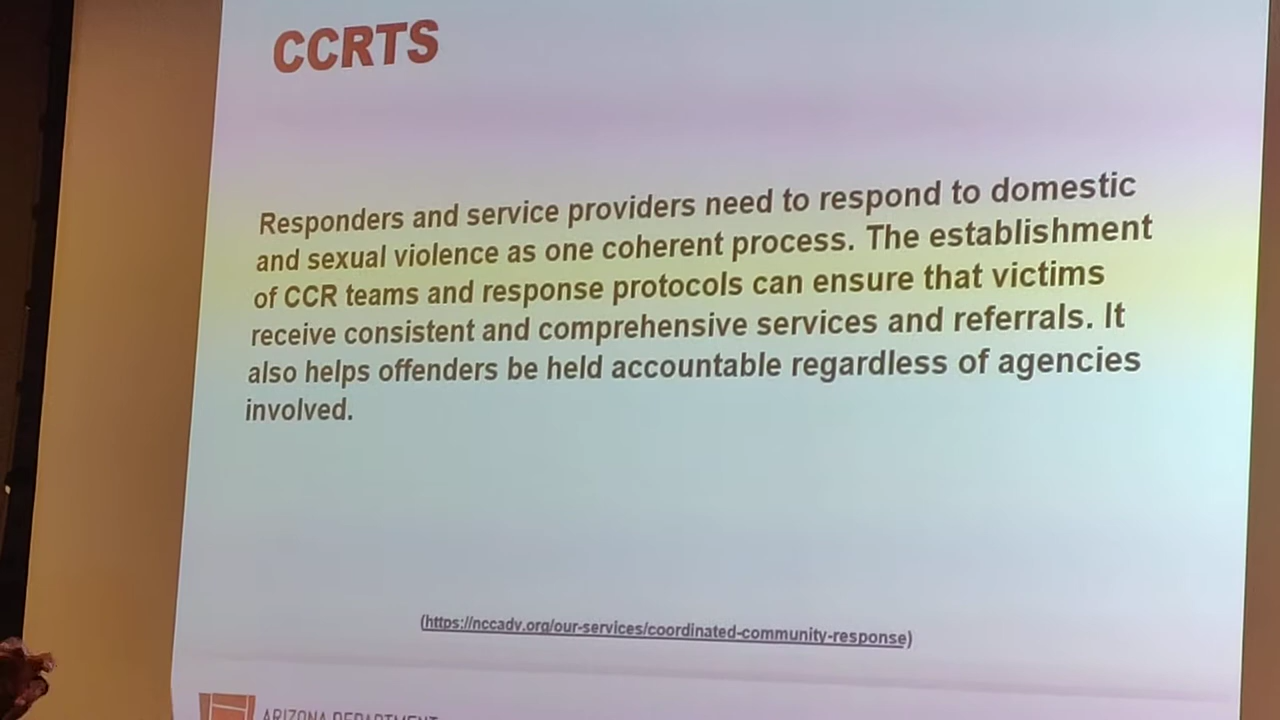 CCRTS
Responders and service providers need to respond to domestic
and sexual violence as one coherent process. The establishment
of CCR teams and response protocols can ensure that victims
receive consistent and comprehensive services and referrals. It
also helps offenders be held accountable regardless of agencies
involved.
(https://nccadv.org/our-services/coordinated-community-response)
ARIZONA DEPARTMENT